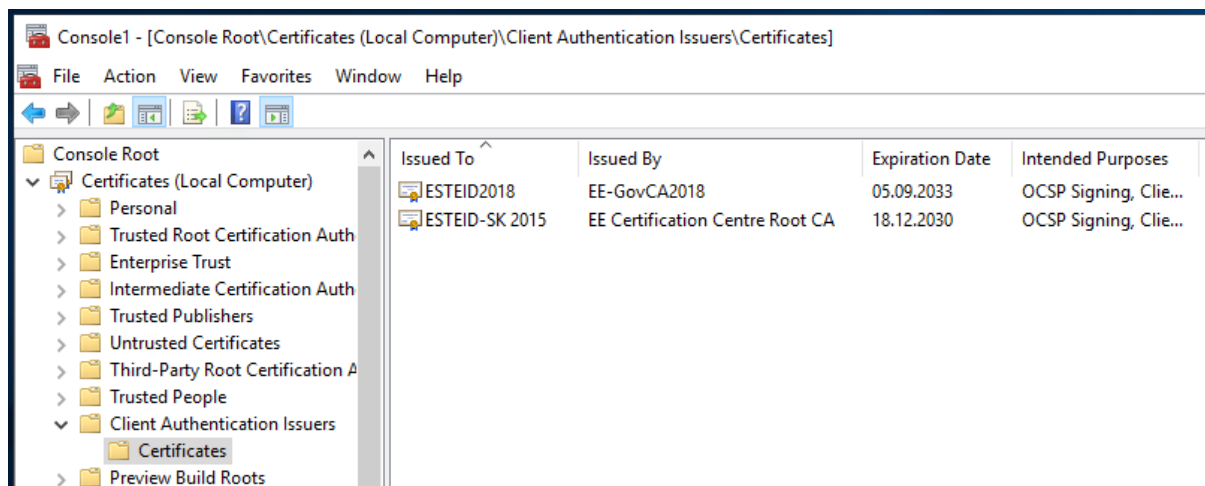 Console1 - [Console Root\Certificates (Local Computer)\Client Authentication Issuers\Certificates]
File Action View Favorites Window Help
Console Root
Certificates (Local Computer)
Personal
Trusted Root Certification Auth
Enterprise Trust
Intermediate Certification Auth
Trusted Publishers
Untrusted Certificates
Third-Party Root Certification A
Trusted People
Client Authentication Issuers
Certificates
Preview Build Roots
Issued To Issued By Expiration Date Intended Purposes
ESTEID2018 EE-GovCA2018 05.09.2033 OCSP Signing, Clie...
ESTEID-SK 2015 EE Certification Centre Root CA 18.12.2030 OCSP Signing, Clie...